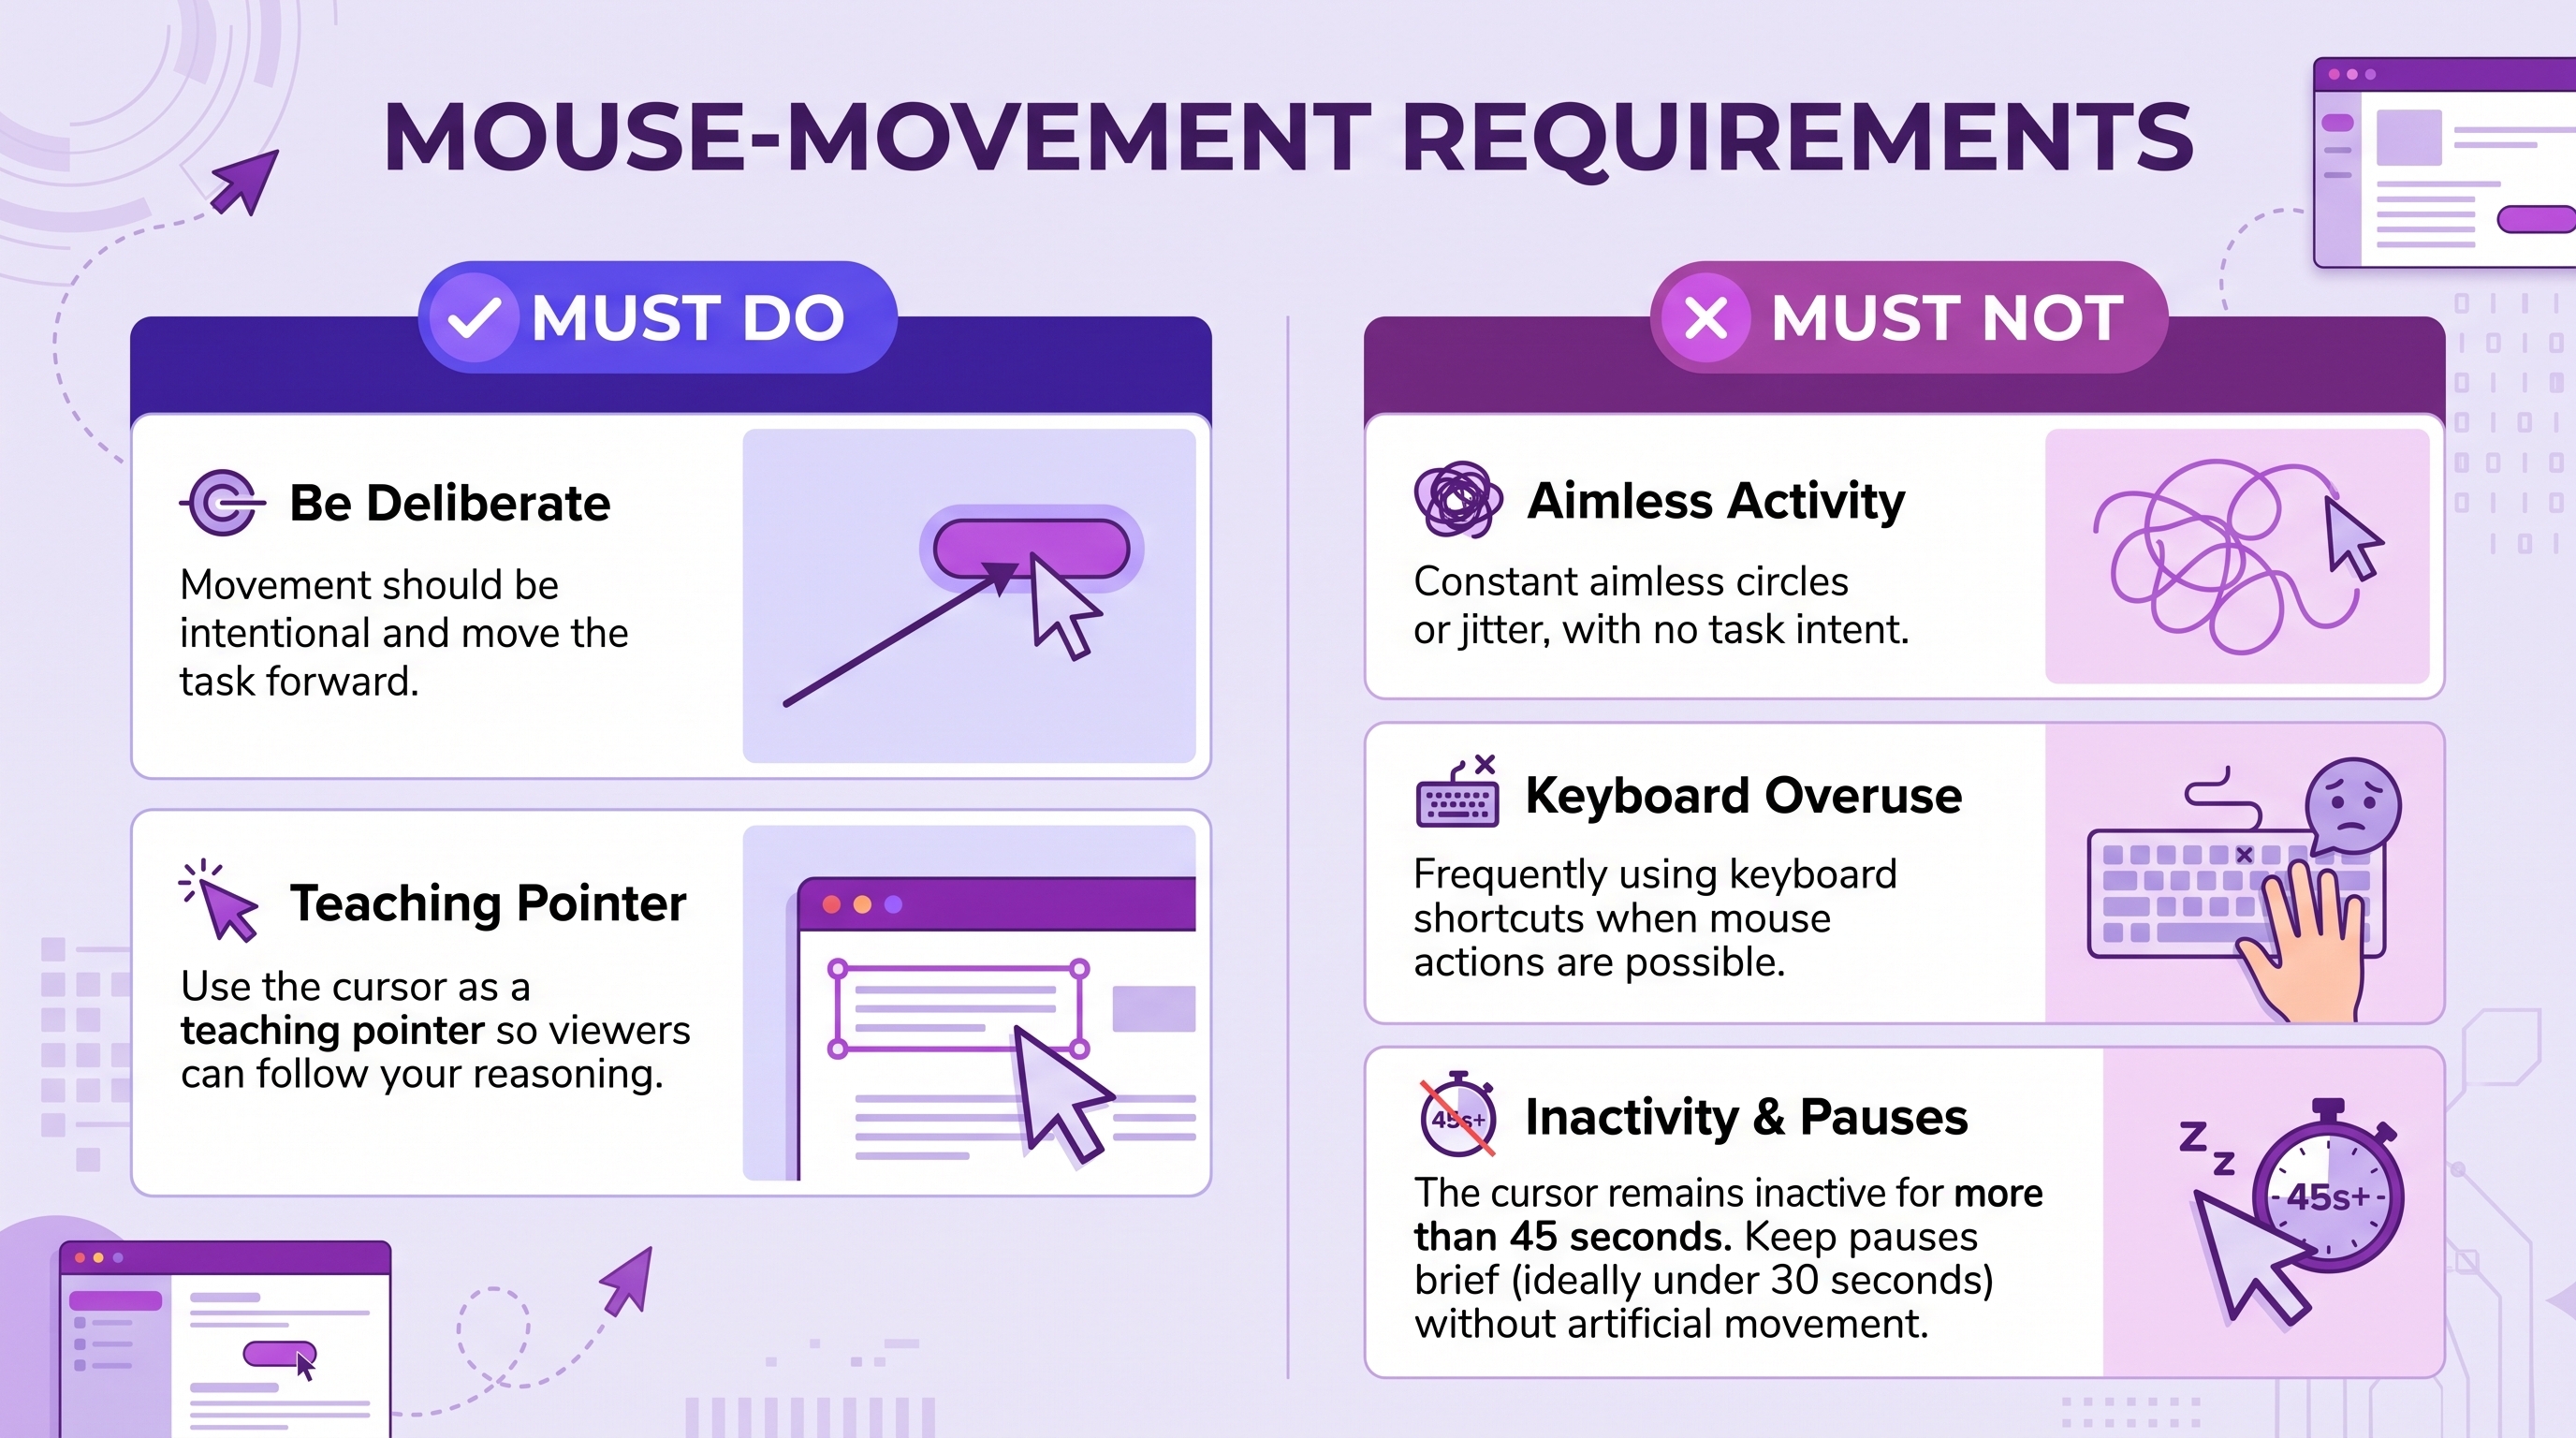 MOUSE-MOVEMENT REQUIREMENTS
MUST DO
Be Deliberate
Movement should be
intentional and move the
task forward.
Teaching Pointer
Use the cursor as a
teaching pointer so viewers
can follow your reasoning.
MUST NOT
Aimless Activity
Constant aimless circles
or jitter, with no task intent.
Keyboard Overuse
Frequently using keyboard
shortcuts when mouse
actions are possible.
45s+
Inactivity & Pauses
The cursor remains inactive for more
than 45 seconds. Keep pauses
brief (ideally under 30 seconds)
without artificial movement.
Z
z
45s+